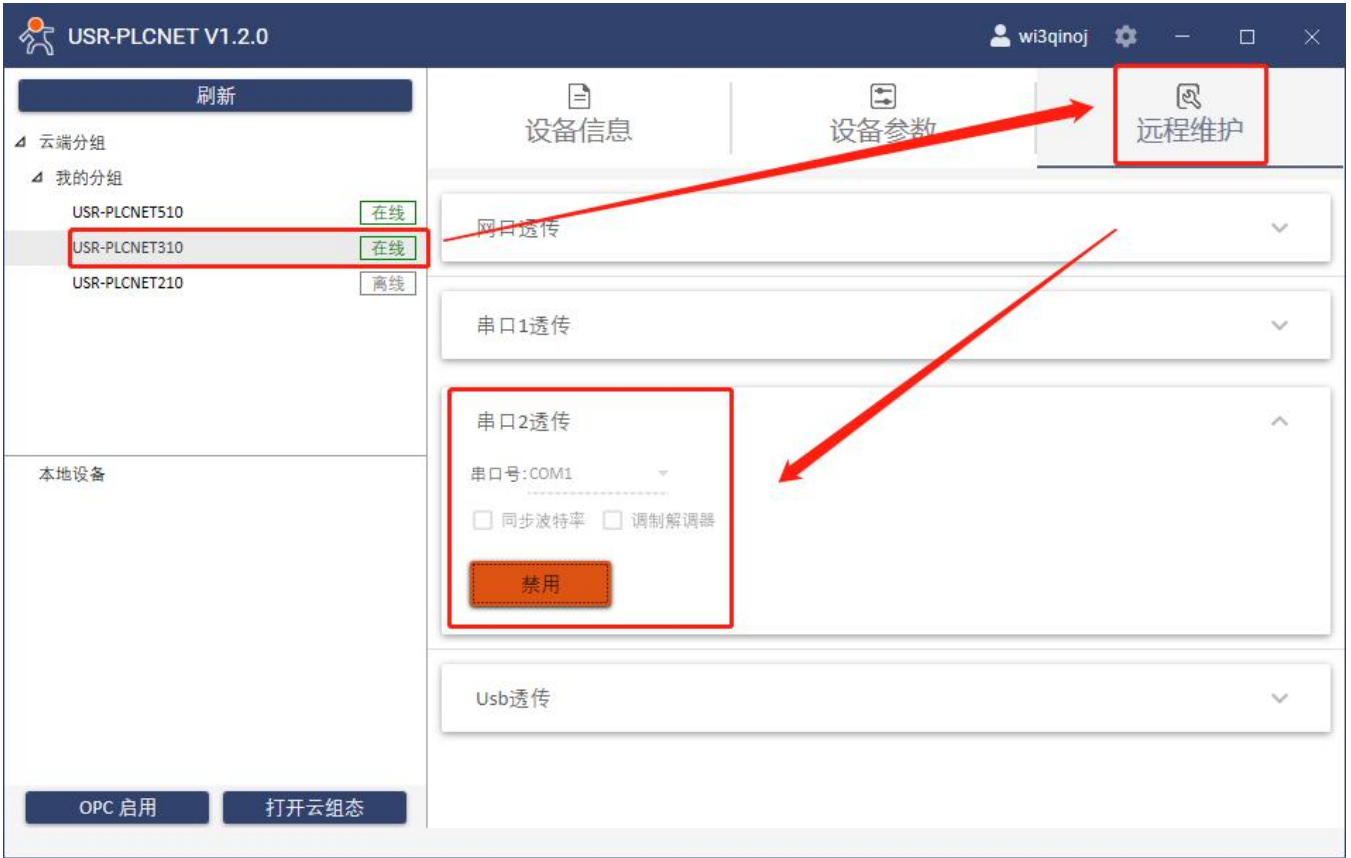 USR-PLCNET V1.2.0
wi3qinoj
刷新
云端分组
我的分组
USR-PLCNET510 在线
USR-PLCNET310 在线
USR-PLCNET210 离线
本地设备
OPC 启用 打开云组态
设备信息 设备参数 远程维护
网口透传
串口1透传
串口2透传
串口号:COM1
同步波特率 调制解调器
禁用
Usb透传